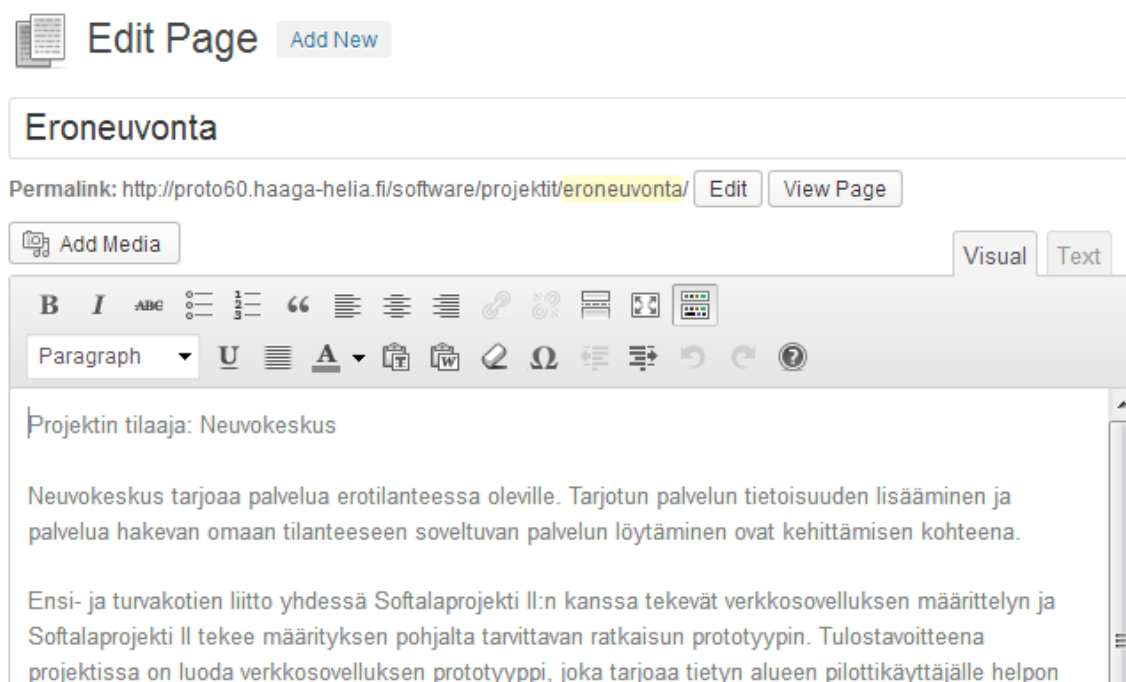 Edit Page Add New
Eroneuvonta
Permalink: http://proto60.haaga-helia.fi/software/projektit/eroneuvonta/ Edit View Page
Add Media
Visual Text
B I ABC
Paragraph U A T W Ω
Projektin tilaaja: Neuvokeskus
Neuvokeskus tarjoaa palvelua erotilanteessa oleville. Tarjotun palvelun tietoisuuden lisääminen ja
palvelua hakevan omaan tilanteeseen soveltuvan palvelun löytäminen ovat kehittämisen kohteena.
Ensi- ja turvakotien liitto yhdessä Softalaprojekti II:n kanssa tekevät verkkosovelluksen määrittelyn ja
Softalaprojekti II tekee määrityksen pohjalta tarvittavan ratkaisun prototyypin. Tulostavoitteena
projektissa on luoda verkkosovelluksen prototyyppi, joka tarjoaa tietyn alueen pilottikäyttäjälle helpon